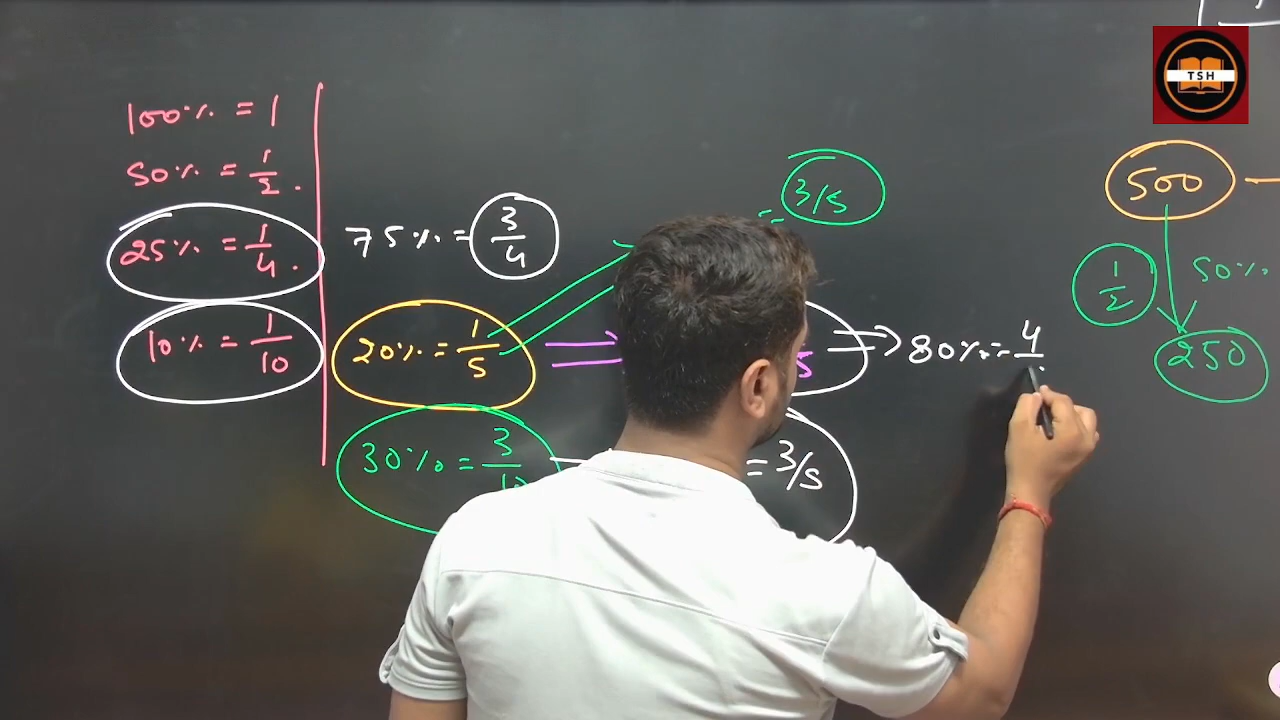 100% = 1
50% = 1/2.
25% = 1/4.
10% = 1/10
75% = 3/4
20% = 1/5
30% = 3/10
= 3/5
5
= 3/5
80% = 4/
500
1/2
50%
250
TSH